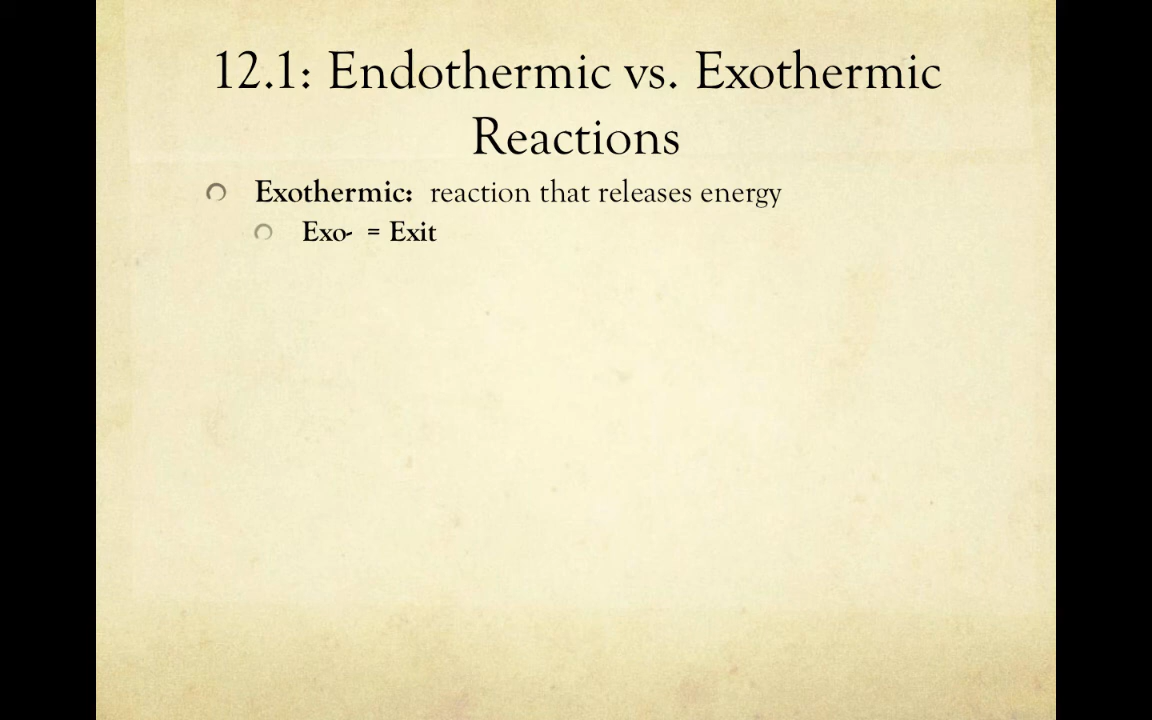 12.1: Endothermic vs. Exothermic
Reactions
Exothermic: reaction that releases energy
Exo- = Exit